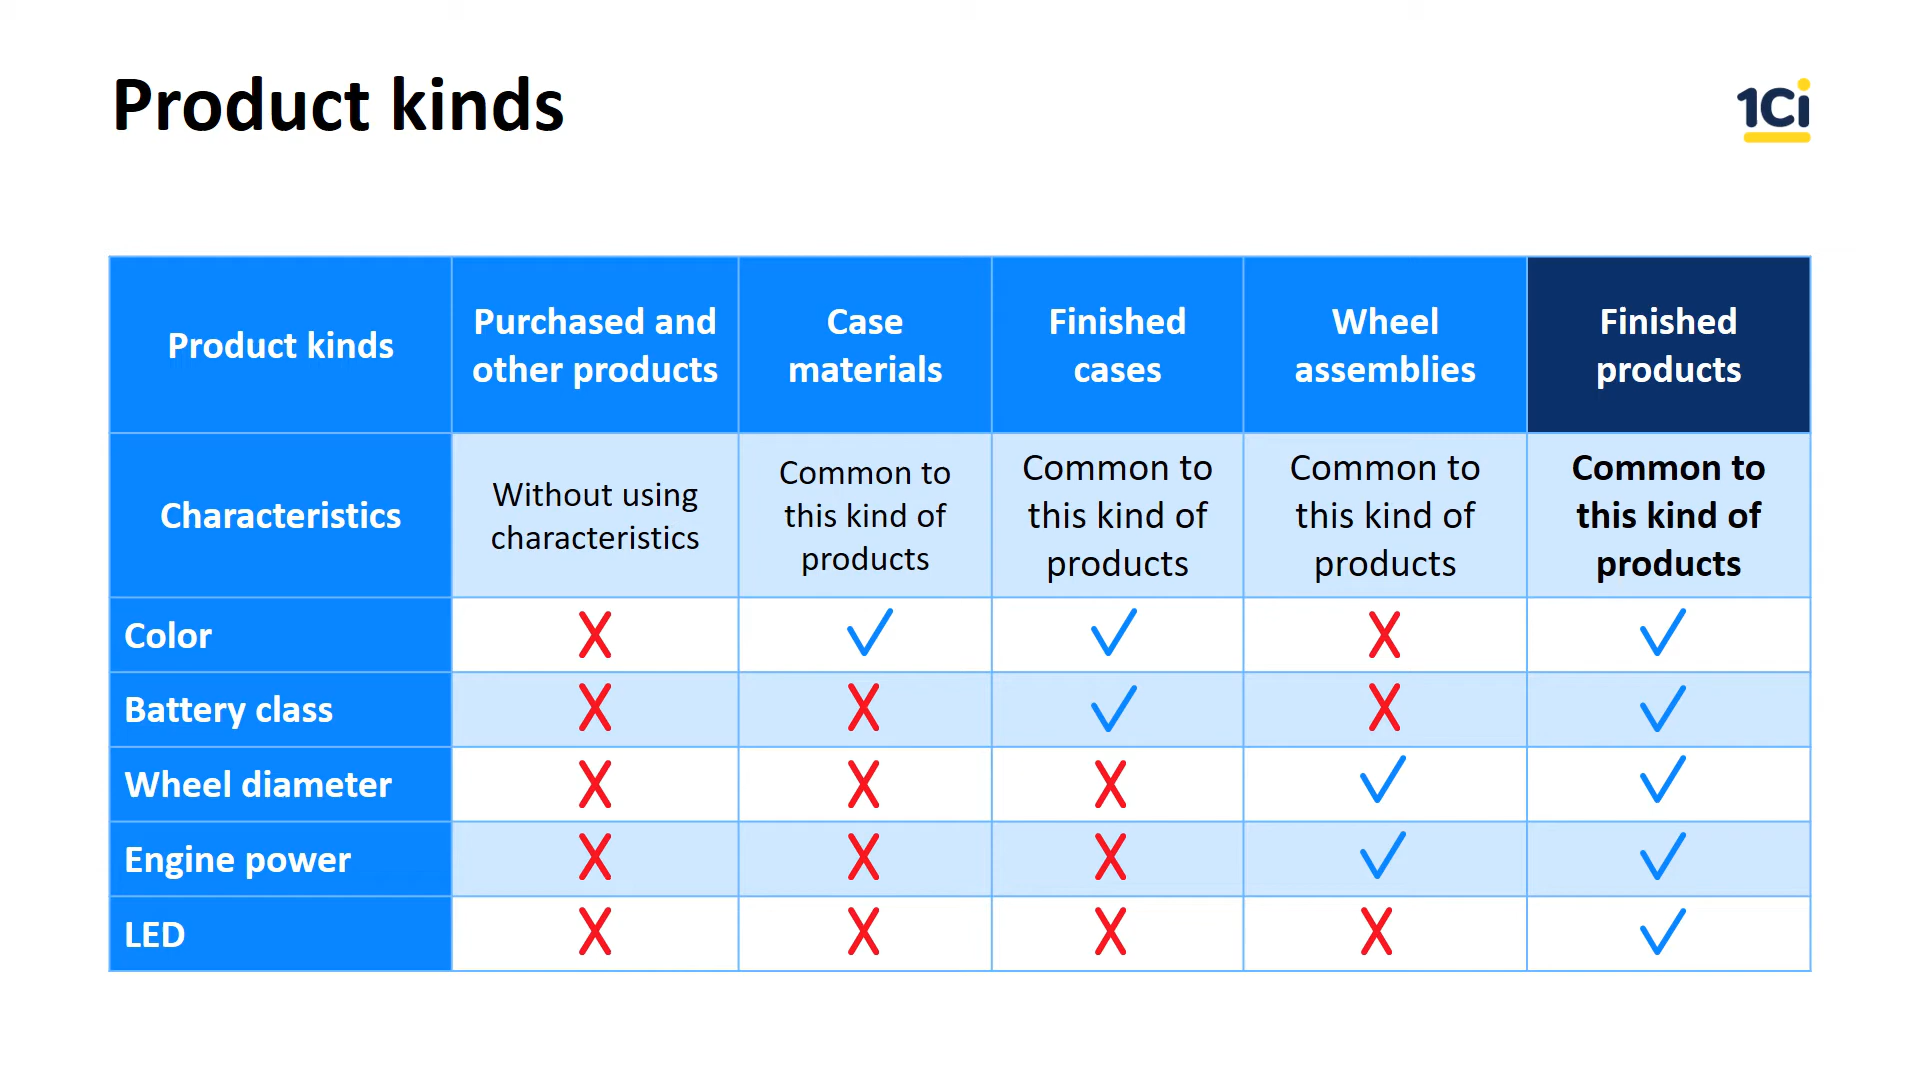 Product kinds
1Ci
Product kinds
Purchased and
other products
Case
materials
Finished
cases
Wheel
assemblies
Finished
products
Characteristics
Without using
characteristics
Common to
this kind of
products
Common to
this kind of
products
Common to
this kind of
products
Common to
this kind of
products
Color
Battery class
Wheel diameter
Engine power
LED